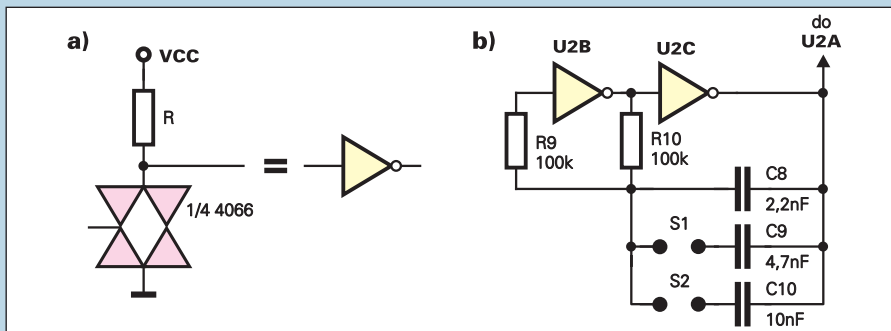 a)
VCC
R
1/4 4066
=
b)
U2B
U2C
do
U2A
R9
100k
R10
100k
C8
2,2nF
S1
C9
4,7nF
S2
C10
10nF